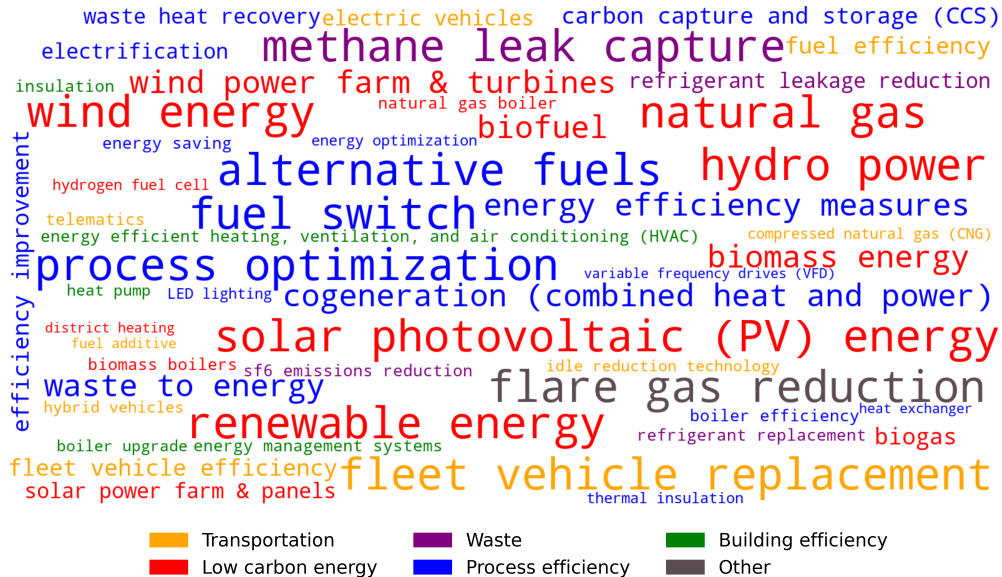 waste heat recovery electric vehicles carbon capture and storage (CCS)
electrification methane leak capture fuel efficiency
insulation wind power farm & turbines refrigerant leakage reduction
wind energy natural gas boiler biofuel natural gas
energy saving energy optimization
hydrogen fuel cell alternative fuels hydro power
efficiency improvement
telematics fuel switch energy efficiency measures
energy efficient heating, ventilation, and air conditioning (HVAC) compressed natural gas (CNG)
process optimization variable frequency drives (VFD) biomass energy
heat pump LED lighting cogeneration (combined heat and power)
district heating
fuel additive solar photovoltaic (PV) energy
biomass boilers sf6 emissions reduction idle reduction technology
waste to energy flare gas reduction
hybrid vehicles renewable energy boiler efficiency heat exchanger
boiler upgrade energy management systems refrigerant replacement biogas
fleet vehicle efficiency fleet vehicle replacement
solar power farm & panels thermal insulation
Transportation Waste Building efficiency
Low carbon energy Process efficiency Other